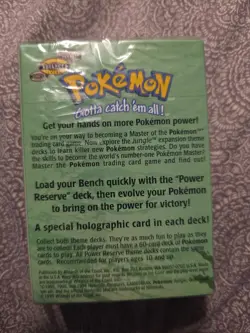 POKéMON
Gotta catch 'em all!
Get your hands on more Pokémon power!
You're on your way to becoming a Master of the Pokémon
trading card game. Now explore the Jungle expansion theme
decks to learn killer new Pokémon strategies. Do you have
the skills to become the world's number-one Pokémon Master?
Master the Pokémon trading card game and find out!
Load your Bench quickly with the "Power
Reserve" deck, then evolve your Pokémon
to bring on the power for victory!
A special holographic card in each deck!
Collect both theme decks. They're as much fun to play as they
are to collect. Each player must have a 60-card deck of Pokémon
cards to play. All Power Reserve theme decks contain the same
cards. Recommended for players ages 10 and up.